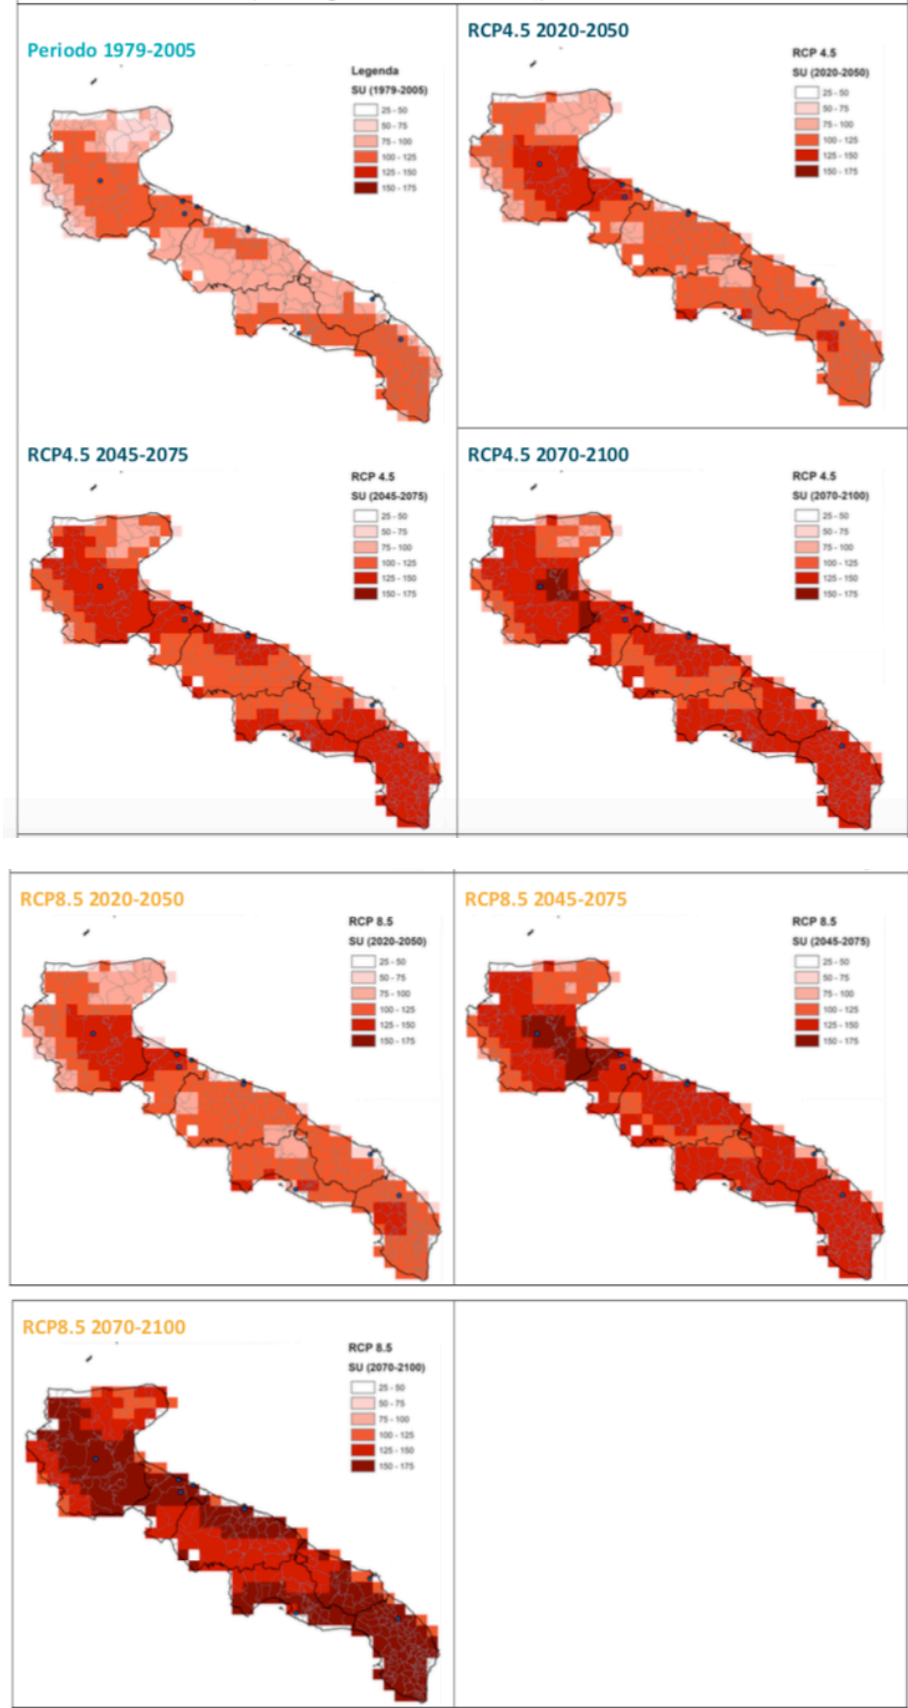 Periodo 1979-2005
Legenda
SU (1979-2005)
25 - 50
50 - 75
75 - 100
100 - 125
125 - 150
150 - 175
RCP4.5 2020-2050
RCP 4.5
SU (2020-2050)
25 - 50
50 - 75
75 - 100
100 - 125
125 - 150
150 - 175
RCP4.5 2045-2075
RCP 4.5
SU (2045-2075)
25 - 50
50 - 75
75 - 100
100 - 125
125 - 150
150 - 175
RCP4.5 2070-2100
RCP 4.5
SU (2070-2100)
25 - 50
50 - 75
75 - 100
100 - 125
125 - 150
150 - 175
RCP8.5 2020-2050
RCP 8.5
SU (2020-2050)
25 - 50
50 - 75
75 - 100
100 - 125
125 - 150
150 - 175
RCP8.5 2045-2075
RCP 8.5
SU (2045-2075)
25 - 50
50 - 75
75 - 100
100 - 125
125 - 150
150 - 175
RCP8.5 2070-2100
RCP 8.5
SU (2070-2100)
25 - 50
50 - 75
75 - 100
100 - 125
125 - 150
150 - 175